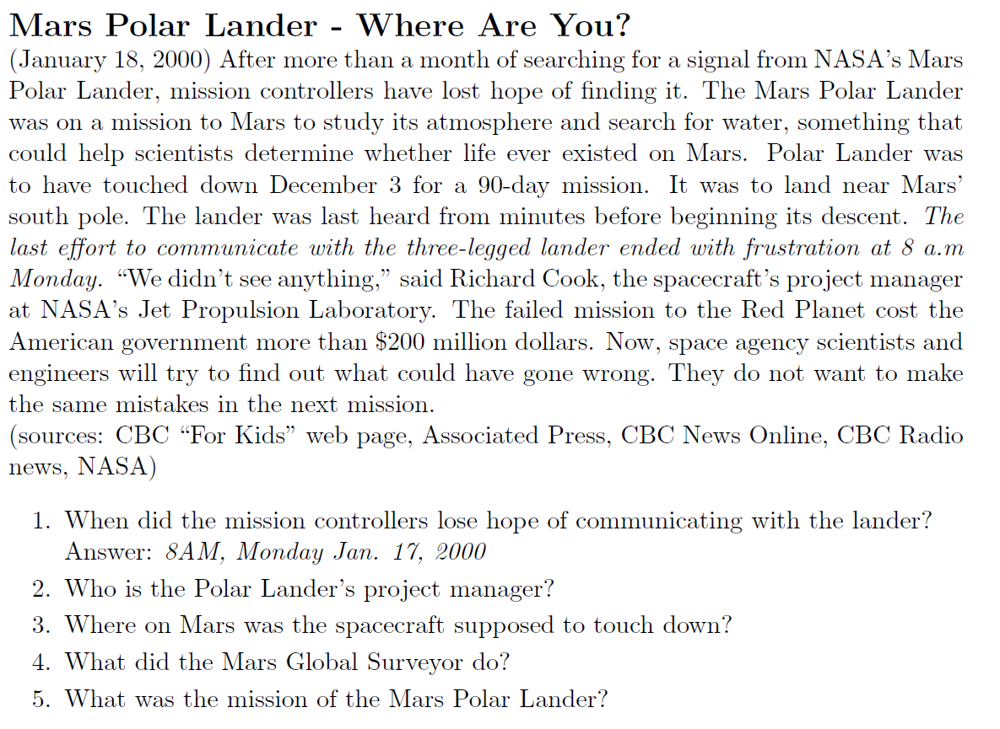 Mars Polar Lander - Where Are You?
(January 18, 2000) After more than a month of searching for a signal from NASA's Mars
Polar Lander, mission controllers have lost hope of finding it. The Mars Polar Lander
was on a mission to Mars to study its atmosphere and search for water, something that
could help scientists determine whether life ever existed on Mars. Polar Lander was
to have touched down December 3 for a 90-day mission. It was to land near Mars'
south pole. The lander was last heard from minutes before beginning its descent. The
last effort to communicate with the three-legged lander ended with frustration at 8 a.m
Monday. “We didn't see anything,” said Richard Cook, the spacecraft's project manager
at NASA's Jet Propulsion Laboratory. The failed mission to the Red Planet cost the
American government more than $200 million dollars. Now, space agency scientists and
engineers will try to find out what could have gone wrong. They do not want to make
the same mistakes in the next mission.
(sources: CBC “For Kids” web page, Associated Press, CBC News Online, CBC Radio
news, NASA)
1. When did the mission controllers lose hope of communicating with the lander?
Answer: 8AM, Monday Jan. 17, 2000
2. Who is the Polar Lander's project manager?
3. Where on Mars was the spacecraft supposed to touch down?
4. What did the Mars Global Surveyor do?
5. What was the mission of the Mars Polar Lander?